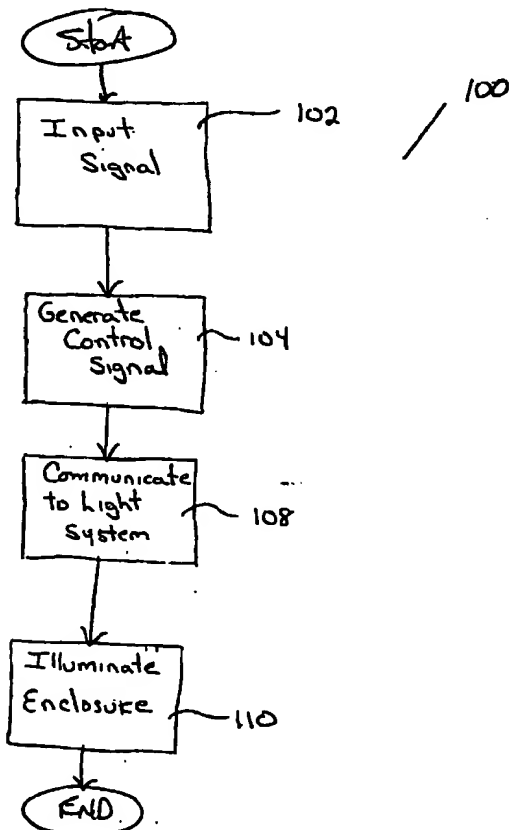 Start
100
Input
Signal
102
Generate
Control
Signal
104
Communicate
to Light
System
108
Illuminate
Enclosure
110
END